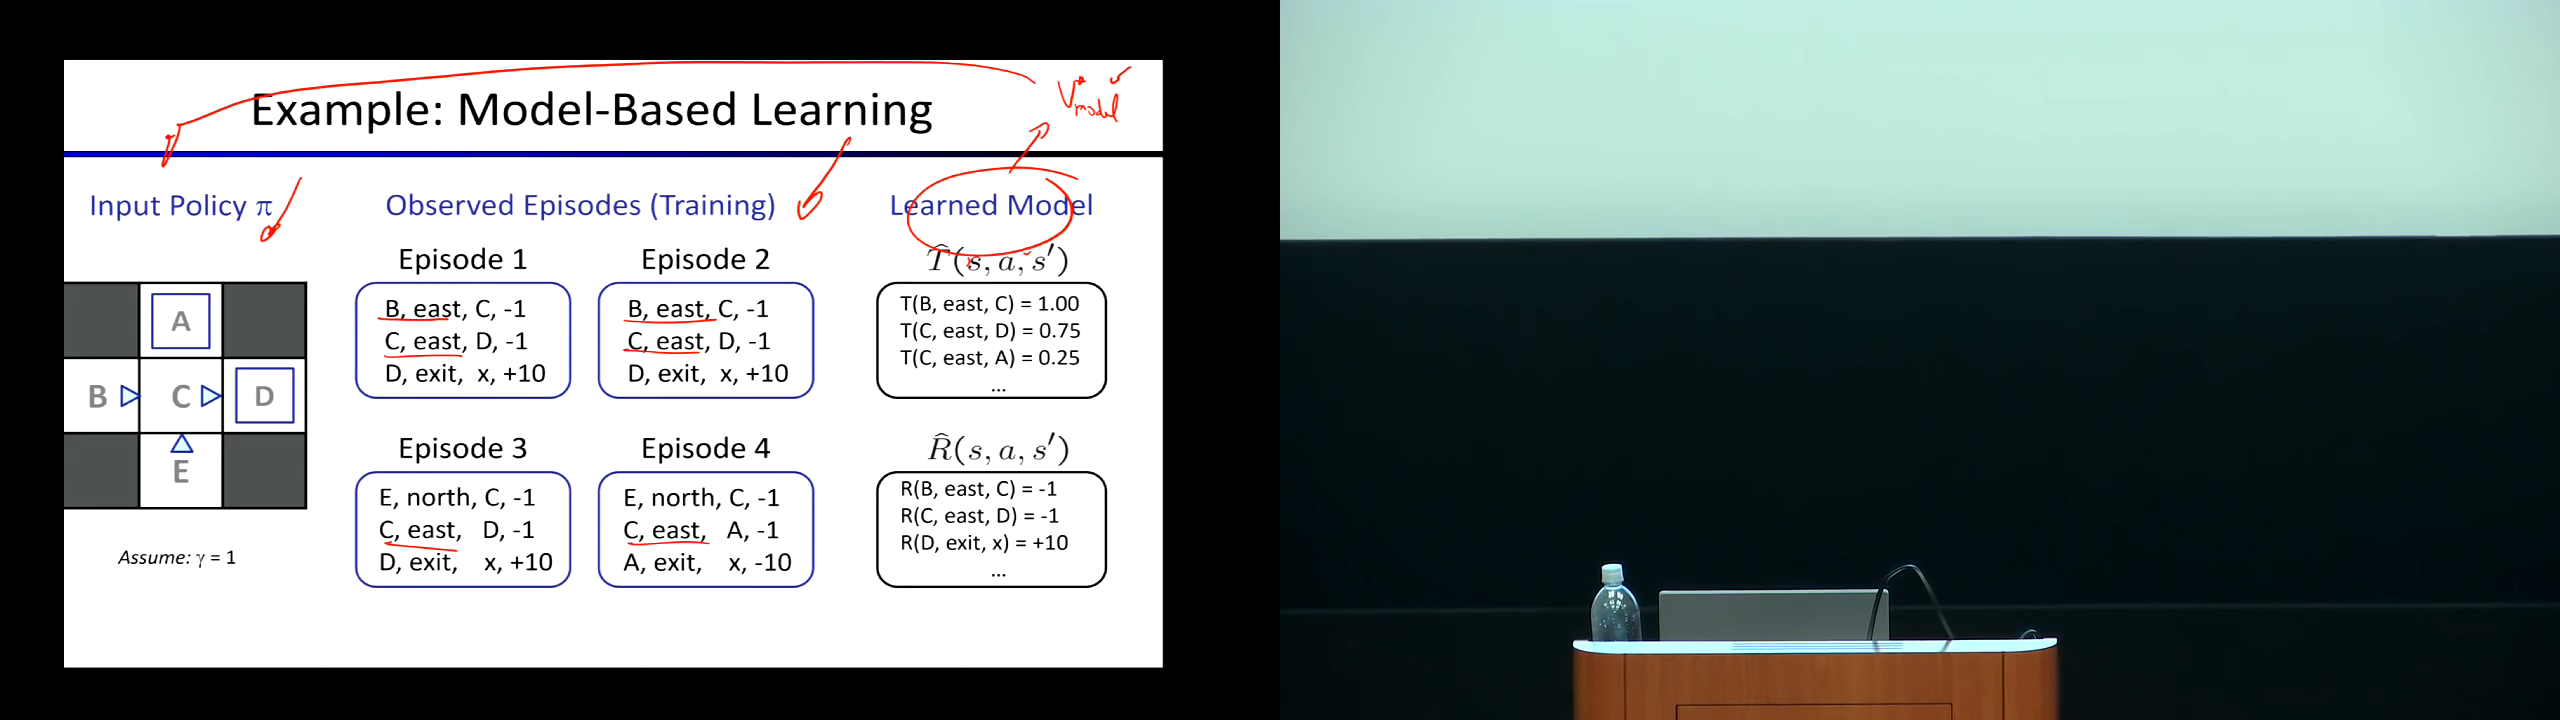 Example: Model-Based Learning
V* model
Input Policy π
Observed Episodes (Training)
Learned Model
A
B
C
D
E
Assume: γ = 1
Episode 1
B, east, C, -1
C, east, D, -1
D, exit, x, +10
Episode 2
B, east, C, -1
C, east, D, -1
D, exit, x, +10
Episode 3
E, north, C, -1
C, east, D, -1
D, exit, x, +10
Episode 4
E, north, C, -1
C, east, A, -1
A, exit, x, -10
T̂(s, a, s′)
T(B, east, C) = 1.00
T(C, east, D) = 0.75
T(C, east, A) = 0.25
...
R̂(s, a, s′)
R(B, east, C) = -1
R(C, east, D) = -1
R(D, exit, x) = +10
...